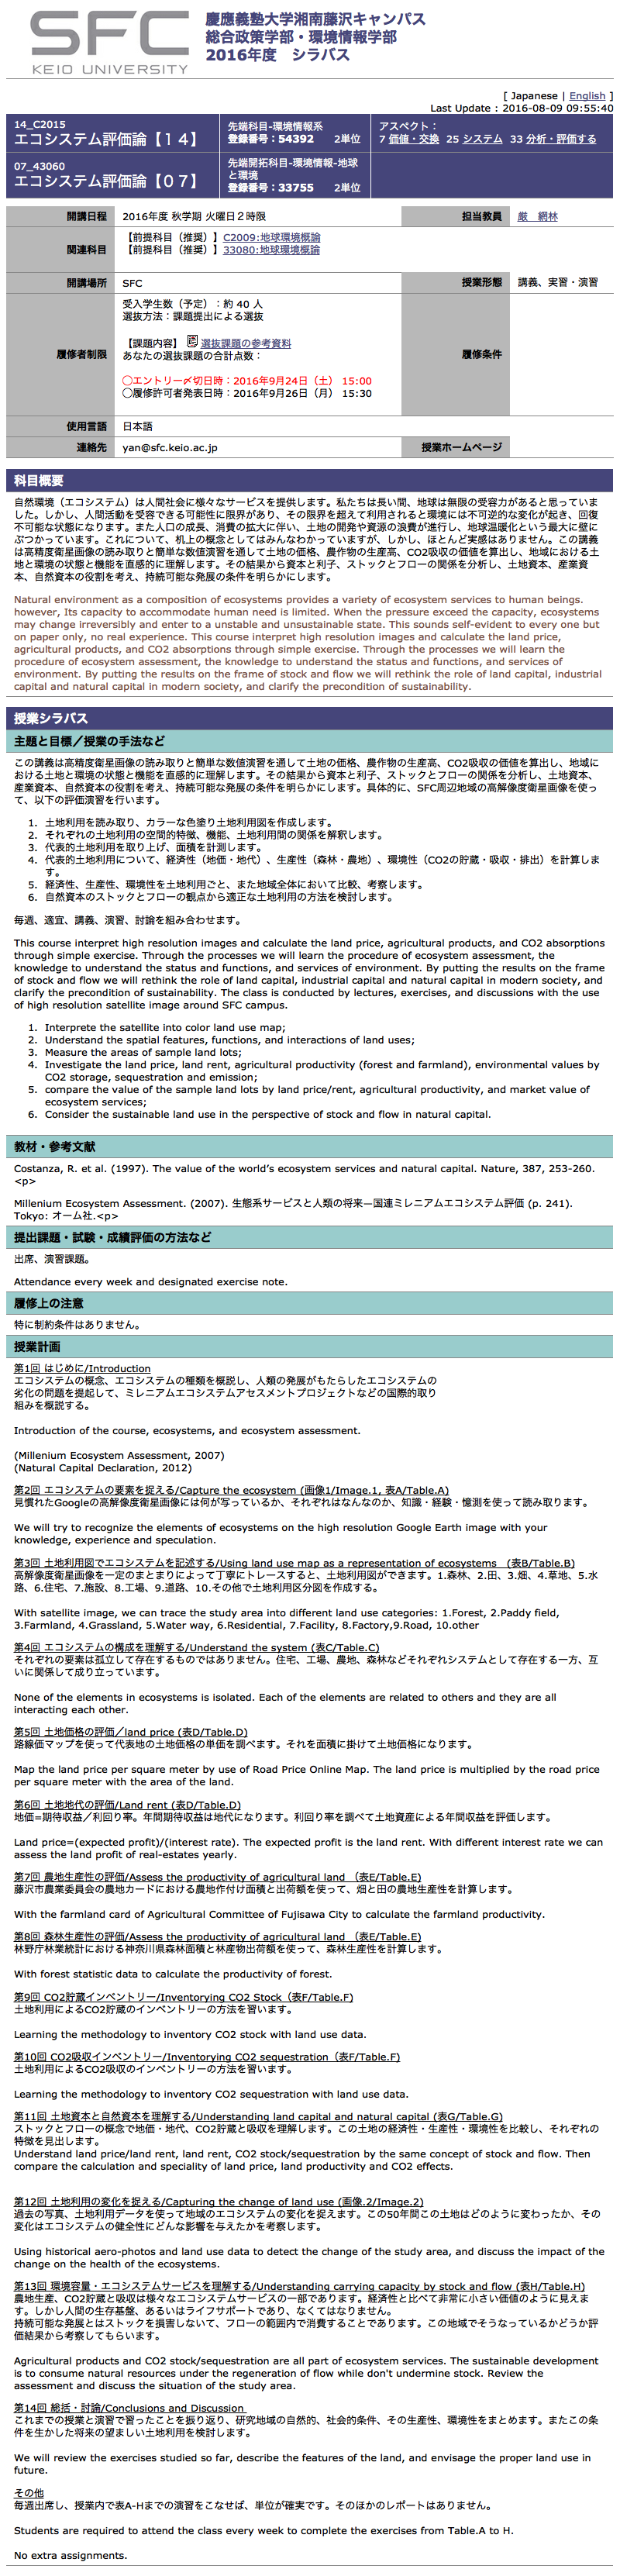 SFC
KEIO UNIVERSITY
慶應義塾大学湘南藤沢キャンパス
総合政策学部・環境情報学部
2016年度　シラバス
[ Japanese | English ]
Last Update : 2016-08-09 09:55:40
14_C2015
エコシステム評価論【１４】
先端科目-環境情報系
登録番号：54392　　2単位
アスペクト：
7 価値・交換　25 システム　33 分析・評価する
07_43060
エコシステム評価論【０７】
先端開拓科目-環境情報-地球
と環境
登録番号：33755　　2単位
開講日程　2016年度 秋学期 火曜日２時限　担当教員　厳　網林
関連科目
【前提科目（推奨）】C2009:地球環境概論
【前提科目（推奨）】33080:地球環境概論
開講場所　SFC　授業形態　講義、実習・演習
履修者制限
受入学生数（予定）：約 40 人
選抜方法：課題提出による選抜
【課題内容】 選抜課題の参考資料
あなたの選抜課題の合計点数：
◯エントリー〆切日時：2016年9月24日（土） 15:00
◯履修許可者発表日時：2016年9月26日（月） 15:30
履修条件
使用言語　日本語
連絡先　yan@sfc.keio.ac.jp　授業ホームページ
科目概要
自然環境（エコシステム）は人間社会に様々なサービスを提供します。私たちは長い間、地球は無限の受容力があると思っていま
した。しかし、人間活動を受容できる可能性に限界があり、その限界を超えて利用されると環境には不可逆的な変化が起き、回復
不可能な状態になります。また人口の成長、消費の拡大に伴い、土地の開発や資源の浪費が進行し、地球温暖化という最大に壁に
ぶつかっています。これについて、机上の概念としてはみんなわかっていますが、しかし、ほとんど実感はありません。この講義
は高精度衛星画像の読み取りと簡単な数値演習を通して土地の価格、農作物の生産高、CO2吸収の価値を算出し、地域における土
地と環境の状態と機能を直感的に理解します。その結果から資本と利子、ストックとフローの関係を分析し、土地資本、産業資
本、自然資本の役割を考え、持続可能な発展の条件を明らかにします。
Natural environment as a composition of ecosystems provides a variety of ecosystem services to human beings.
however, Its capacity to accommodate human need is limited. When the pressure exceed the capacity, ecosystems
may change irreversibly and enter to a unstable and unsustainable state. This sounds self-evident to every one but
on paper only, no real experience. This course interpret high resolution images and calculate the land price,
agricultural products, and CO2 absorptions through simple exercise. Through the processes we will learn the
procedure of ecosystem assessment, the knowledge to understand the status and functions, and services of
environment. By putting the results on the frame of stock and flow we will rethink the role of land capital, industrial
capital and natural capital in modern society, and clarify the precondition of sustainability.
授業シラバス
主題と目標／授業の手法など
この講義は高精度衛星画像の読み取りと簡単な数値演習を通して土地の価格、農作物の生産高、CO2吸収の価値を算出し、地域に
おける土地と環境の状態と機能を直感的に理解します。その結果から資本と利子、ストックとフローの関係を分析し、土地資本、
産業資本、自然資本の役割を考え、持続可能な発展の条件を明らかにします。具体的に、SFC周辺地域の高解像度衛星画像を使っ
て、以下の評価演習を行います。
1. 土地利用を読み取り、カラーな色塗り土地利用図を作成します。
2. それぞれの土地利用の空間的特徴、機能、土地利用間の関係を解釈します。
3. 代表的土地利用を取り上げ、面積を計測します。
4. 代表的土地利用について、経済性（地価・地代）、生産性（森林・農地）、環境性（CO2の貯蔵・吸収・排出）を計算しま
す。
5. 経済性、生産性、環境性を土地利用ごと、また地域全体において比較、考察します。
6. 自然資本のストックとフローの観点から適正な土地利用の方法を検討します。
毎週、適宜、講義、演習、討論を組み合わせます。
This course interpret high resolution images and calculate the land price, agricultural products, and CO2 absorptions
through simple exercise. Through the processes we will learn the procedure of ecosystem assessment, the
knowledge to understand the status and functions, and services of environment. By putting the results on the frame
of stock and flow we will rethink the role of land capital, industrial capital and natural capital in modern society, and
clarify the precondition of sustainability. The class is conducted by lectures, exercises, and discussions with the use
of high resolution satellite image around SFC campus.
1. Interpret the satellite into color land use map;
2. Understand the spatial features, functions, and interactions of land uses;
3. Measure the areas of sample land lots;
4. Investigate the land price, land rent, agricultural productivity (forest and farmland), environmental values by
CO2 storage, sequestration and emission;
5. compare the value of the sample land lots by land price/rent, agricultural productivity, and market value of
ecosystem services;
6. Consider the sustainable land use in the perspective of stock and flow in natural capital.
教材・参考文献
Costanza, R. et al. (1997). The value of the world’s ecosystem services and natural capital. Nature, 387, 253-260.
<p>
Millenium Ecosystem Assessment. (2007). 生態系サービスと人類の将来—国連ミレニアムエコシステム評価 (p. 241).
Tokyo: オーム社.<p>
提出課題・試験・成績評価の方法など
出席、演習課題。
Attendance every week and designated exercise note.
履修上の注意
特に制約条件はありません。
授業計画
第1回 はじめに/Introduction
エコシステムの概念、エコシステムの種類を概説し、人類の発展がもたらしたエコシステムの
劣化の問題を提起して、ミレニアムエコシステムアセスメントプロジェクトなどの国際的取り
組みを概説する。
Introduction of the course, ecosystems, and ecosystem assessment.
(Millenium Ecosystem Assessment, 2007)
(Natural Capital Declaration, 2012)
第2回 エコシステムの要素を捉える/Capture the ecosystem (画像1/Image.1, 表A/Table.A)
見慣れたGoogleの高解像度衛星画像には何が写っているか、それぞれはなんなのか、知識・経験・憶測を使って読み取ります。
We will try to recognize the elements of ecosystems on the high resolution Google Earth image with your
knowledge, experience and speculation.
第3回 土地利用図でエコシステムを記述する/Using land use map as a representation of ecosystems　(表B/Table.B)
高解像度衛星画像を一定のまとまりによって丁寧にトレースすると、土地利用図ができます。1.森林、2.田、3.畑、4.草地、5.水
路、6.住宅、7.施設、8.工場、9.道路、10.その他で土地利用区分図を作成する。
With satellite image, we can trace the study area into different land use categories: 1.Forest, 2.Paddy field,
3.Farmland, 4.Grassland, 5.Water way, 6.Residential, 7.Facility, 8.Factory,9.Road, 10.other
第4回 エコシステムの構成を理解する/Understand the system (表C/Table.C)
それぞれの要素は孤立して存在するものではありません。住宅、工場、農地、森林などそれぞれシステムとして存在する一方、互
いに関係して成り立っています。
None of the elements in ecosystems is isolated. Each of the elements are related to others and they are all
interacting each other.
第5回 土地価格の評価／land price (表D/Table.D)
路線価マップを使って代表地の土地価格の単価を調べます。それを面積に掛けて土地価格になります。
Map the land price per square meter by use of Road Price Online Map. The land price is multiplied by the road price
per square meter with the area of the land.
第6回 土地地代の評価/Land rent (表D/Table.D)
地価=期待収益／利回り率。年間期待収益は地代になります。利回り率を調べて土地資産による年間収益を評価します。
Land price=(expected profit)/(interest rate). The expected profit is the land rent. With different interest rate we can
assess the land profit of real-estates yearly.
第7回 農地生産性の評価/Assess the productivity of agricultural land （表E/Table.E)
藤沢市農業委員会の農地カードにおける農地作付け面積と出荷額を使って、畑と田の農地生産性を計算します。
With the farmland card of Agricultural Committee of Fujisawa City to calculate the farmland productivity.
第8回 森林生産性の評価/Assess the productivity of agricultural land （表E/Table.E)
林野庁林業統計における神奈川県森林面積と林産物出荷額を使って、森林生産性を計算します。
With forest statistic data to calculate the productivity of forest.
第9回 CO2貯蔵インベントリー/Inventorying CO2 Stock（表F/Table.F)
土地利用によるCO2貯蔵のインベントリーの方法を習います。
Learning the methodology to inventory CO2 stock with land use data.
第10回 CO2吸収インベントリー/Inventorying CO2 sequestration（表F/Table.F)
土地利用によるCO2吸収のインベントリーの方法を習います。
Learning the methodology to inventory CO2 sequestration with land use data.
第11回 土地資本と自然資本を理解する/Understanding land capital and natural capital (表G/Table.G)
ストックとフローの概念で地価・地代、CO2貯蔵と吸収を理解します。この土地の経済性・生産性・環境性を比較し、それぞれの
特徴を見出します。
Understand land price/land rent, land rent, CO2 stock/sequestration by the same concept of stock and flow. Then
compare the calculation and speciality of land price, land productivity and CO2 effects.
第12回 土地利用の変化を捉える/Capturing the change of land use (画像.2/Image.2)
過去の写真、土地利用データを使って地域のエコシステムの変化を捉えます。この50年間この土地はどのように変わったか、その
変化はエコシステムの健全性にどんな影響を与えたかを考察します。
Using historical aero-photos and land use data to detect the change of the study area, and discuss the impact of the
change on the health of the ecosystems.
第13回 環境容量・エコシステムサービスを理解する/Understanding carrying capacity by stock and flow (表H/Table.H)
農地生産、CO2貯蔵と吸収は様々なエコシステムサービスの一部であります。経済性と比べて非常に小さい価値のように見えま
す。しかし人間の生存基盤、あるいはライフサポートであり、なくてはなりません。
持続可能な発展とはストックを損害しないて、フローの範囲内で消費することであります。この地域でそうなっているかどうか評
価結果から考察してもらいます。
Agricultural products and CO2 stock/sequestration are all part of ecosystem services. The sustainable development
is to consume natural resources under the regeneration of flow while don't undermine stock. Review the
assessment and discuss the situation of the study area.
第14回 総括・討論/Conclusions and Discussion
これまでの授業と演習で習ったことを振り返り、研究地域の自然的、社会的条件、その生産性、環境性をまとめます。またこの条
件を生かした将来の望ましい土地利用を検討します。
We will review the exercises studied so far, describe the features of the land, and envisage the proper land use in
future.
その他
毎週出席し、授業内で表A-Hまでの演習をこなせば、単位が確実です。そのほかのレポートはありません。
Students are required to attend the class every week to complete the exercises from Table.A to H.
No extra assignments.